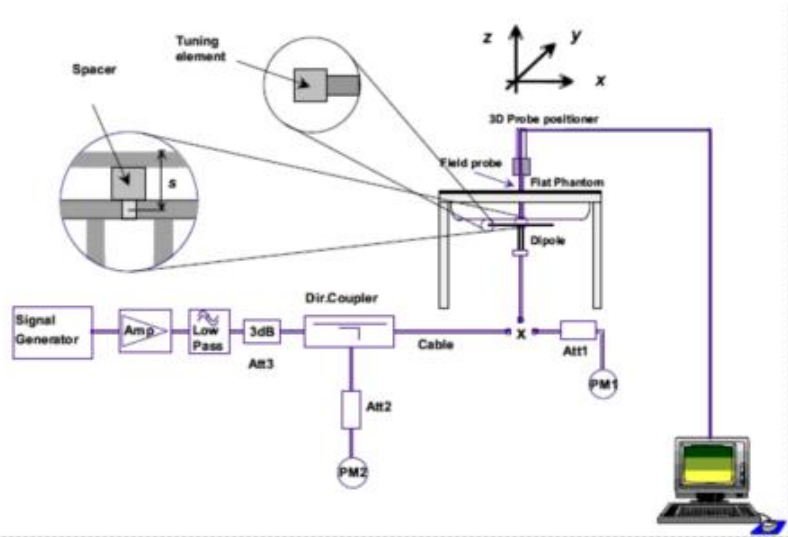 Tuning
element
Spacer
z
y
x
3D Probe positioner
Field probe
Flat Phantom
s
Dipole
Dir.Coupler
Signal
Generator
Amp
Low
Pass
3dB
Att3
Cable
x
Att1
PM1
Att2
PM2